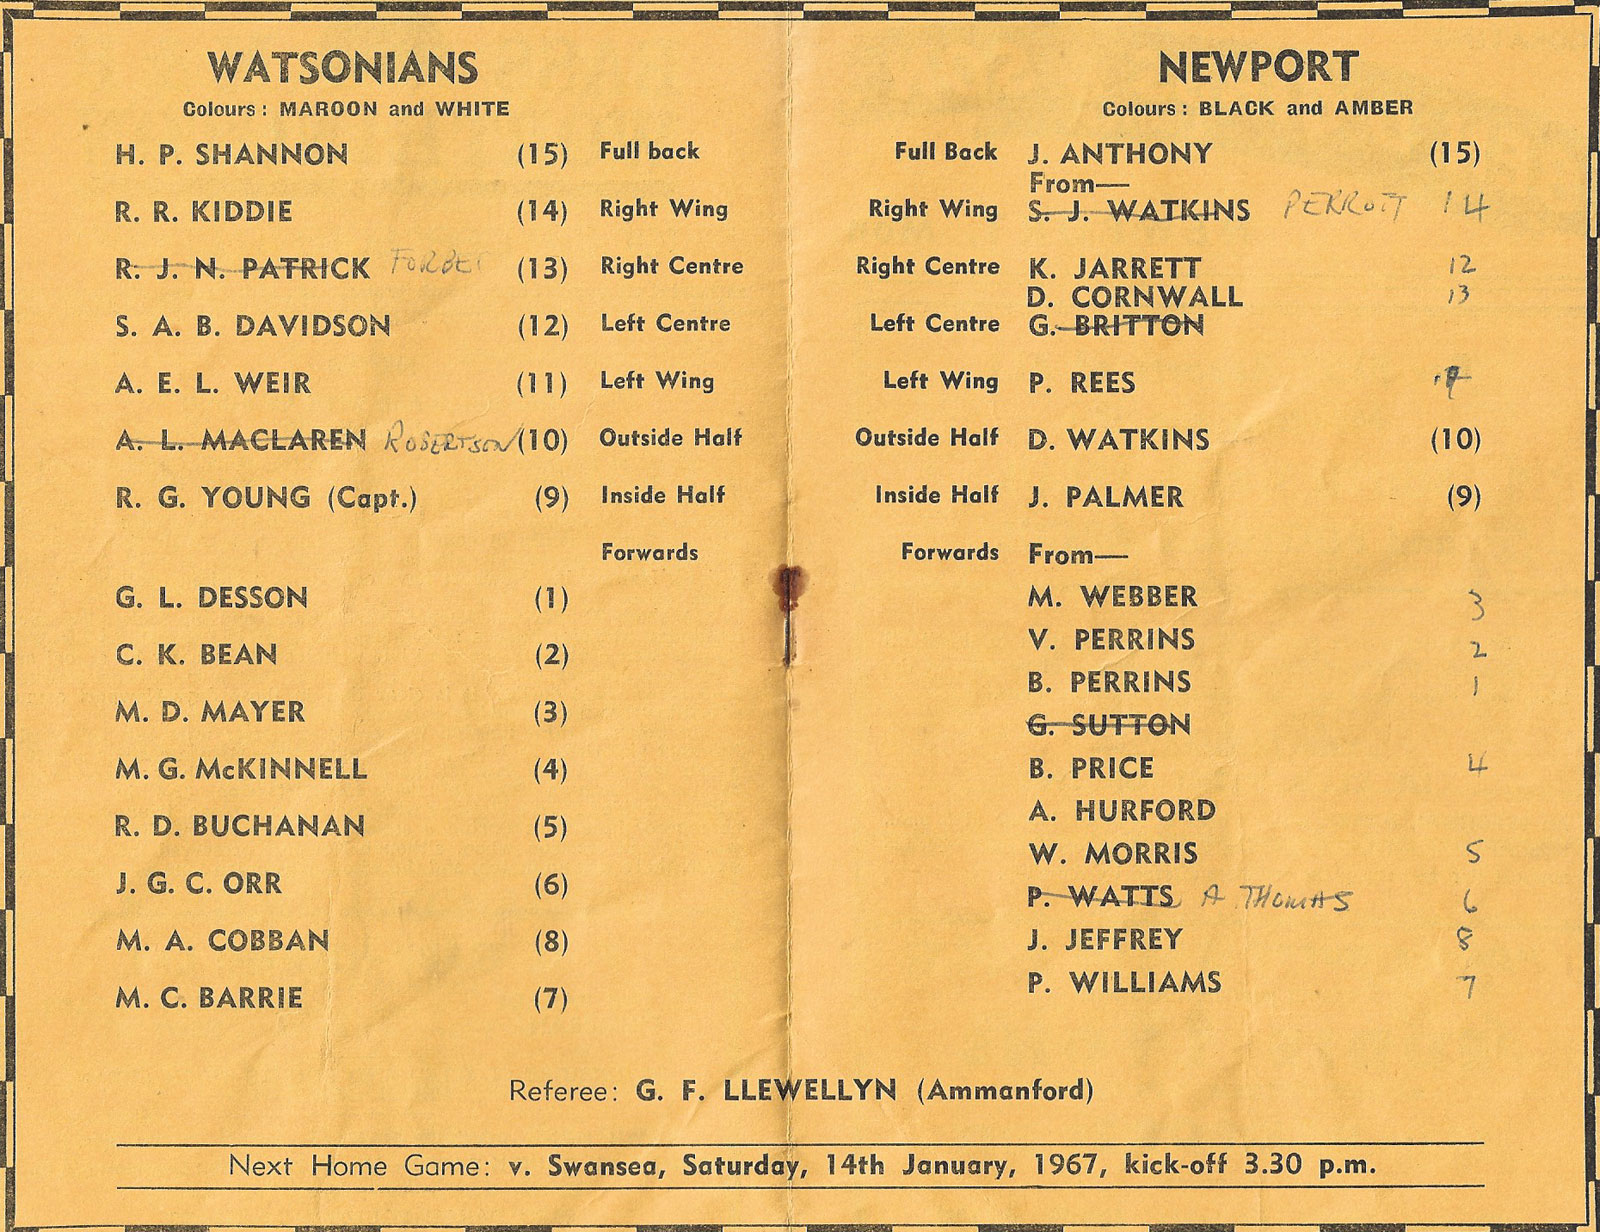 WATSONIANS
Colours : MAROON and WHITE
H. P. SHANNON (15) Full back
R. R. KIDDIE (14) Right Wing
R. J. N. PATRICK FORBES (13) Right Centre
S. A. B. DAVIDSON (12) Left Centre
A. E. L. WEIR (11) Left Wing
A. L. MACLAREN ROBERTSON (10) Outside Half
R. G. YOUNG (Capt.) (9) Inside Half
Forwards
G. L. DESSON (1)
C. K. BEAN (2)
M. D. MAYER (3)
M. G. McKINNELL (4)
R. D. BUCHANAN (5)
J. G. C. ORR (6)
M. A. COBBAN (8)
M. C. BARRIE (7)
NEWPORT
Colours : BLACK and AMBER
Full Back J. ANTHONY (15)
From—
Right Wing S. J. WATKINS PERROTT 14
Right Centre K. JARRETT 12
D. CORNWALL 13
Left Centre G. BRITTON
Left Wing P. REES
Outside Half D. WATKINS (10)
Inside Half J. PALMER (9)
Forwards From—
M. WEBBER 3
V. PERRINS 2
B. PERRINS 1
G. SUTTON
B. PRICE 4
A. HURFORD
W. MORRIS 5
P. WATTS A THOMAS 6
J. JEFFREY 8
P. WILLIAMS 7
Referee: G. F. LLEWELLYN (Ammanford)
Next Home Game: v. Swansea, Saturday, 14th January, 1967, kick-off 3.30 p.m.